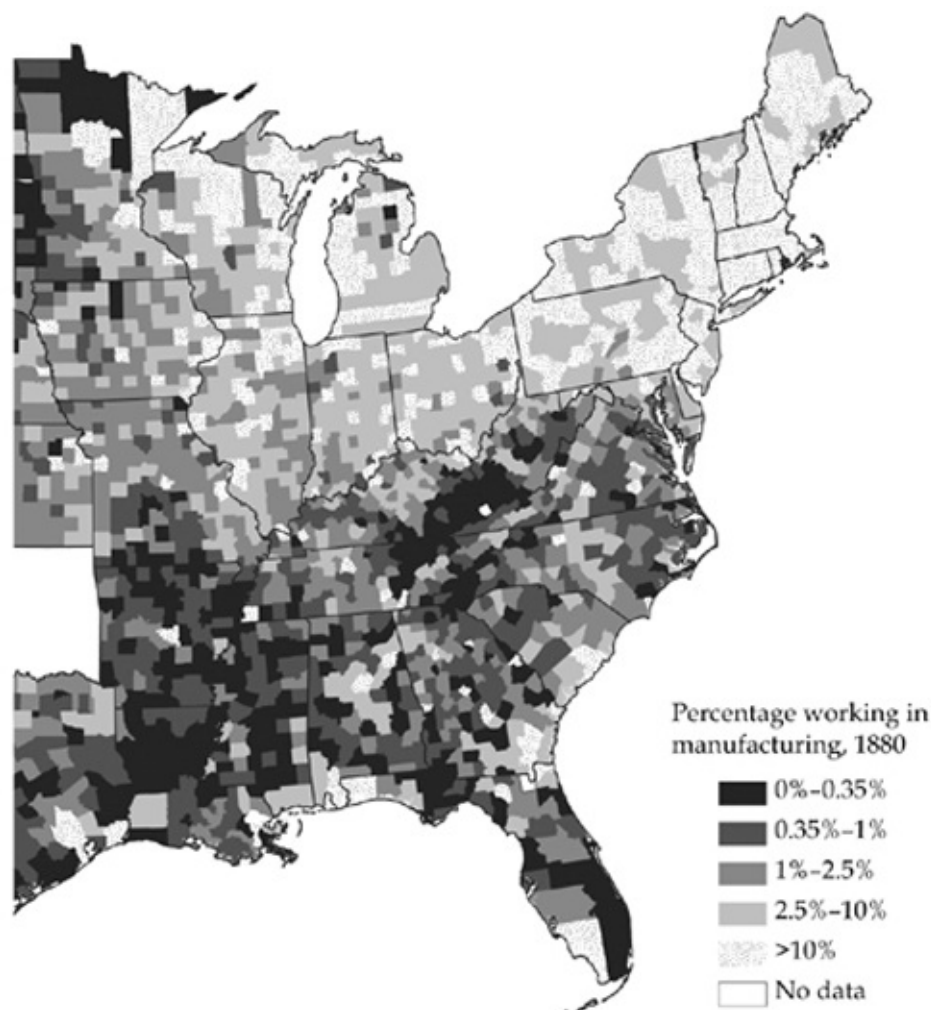 Percentage working in
manufacturing, 1880
0%–0.35%
0.35%–1%
1%–2.5%
2.5%–10%
>10%
No data